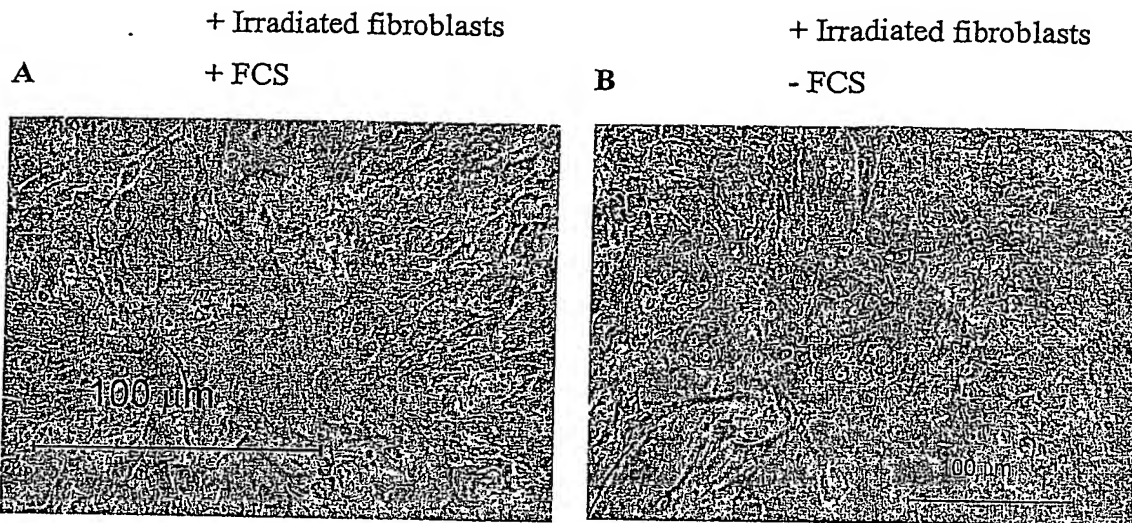 + Irradiated fibroblasts
A + FCS
100 µm
+ Irradiated fibroblasts
B - FCS
100 µm